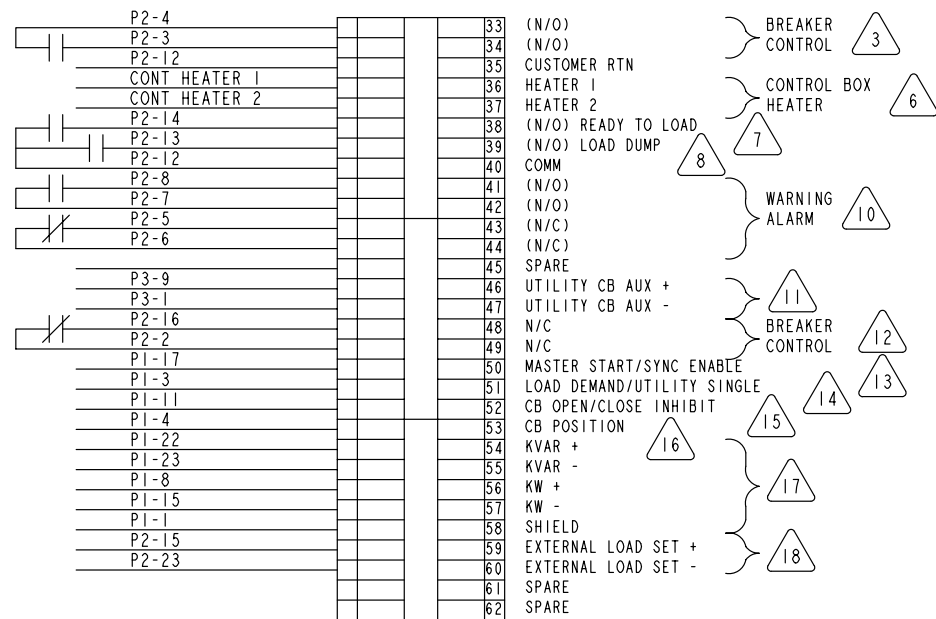 P2-4
33 (N/O) BREAKER
P2-3
34 (N/O) CONTROL 3
P2-12
35 CUSTOMER RTN
CONT HEATER 1
36 HEATER 1 CONTROL BOX
CONT HEATER 2
37 HEATER 2 HEATER 6
P2-14
38 (N/O) READY TO LOAD 7
P2-13
39 (N/O) LOAD DUMP 8
P2-12
40 COMM
P2-8
41 (N/O)
P2-7
42 (N/O) WARNING
P2-5
43 (N/C) ALARM 10
P2-6
44 (N/C)
45 SPARE
P3-9
46 UTILITY CB AUX + 11
P3-1
47 UTILITY CB AUX -
P2-16
48 N/C BREAKER
P2-2
49 N/C CONTROL 12
P1-17
50 MASTER START/SYNC ENABLE 13
P1-3
51 LOAD DEMAND/UTILITY SINGLE 14
P1-11
52 CB OPEN/CLOSE INHIBIT 15
P1-4
53 CB POSITION 16
P1-22
54 KVAR +
P1-23
55 KVAR -
P1-8
56 KW + 17
P1-15
57 KW -
P1-1
58 SHIELD
P2-15
59 EXTERNAL LOAD SET + 18
P2-23
60 EXTERNAL LOAD SET -
61 SPARE
62 SPARE